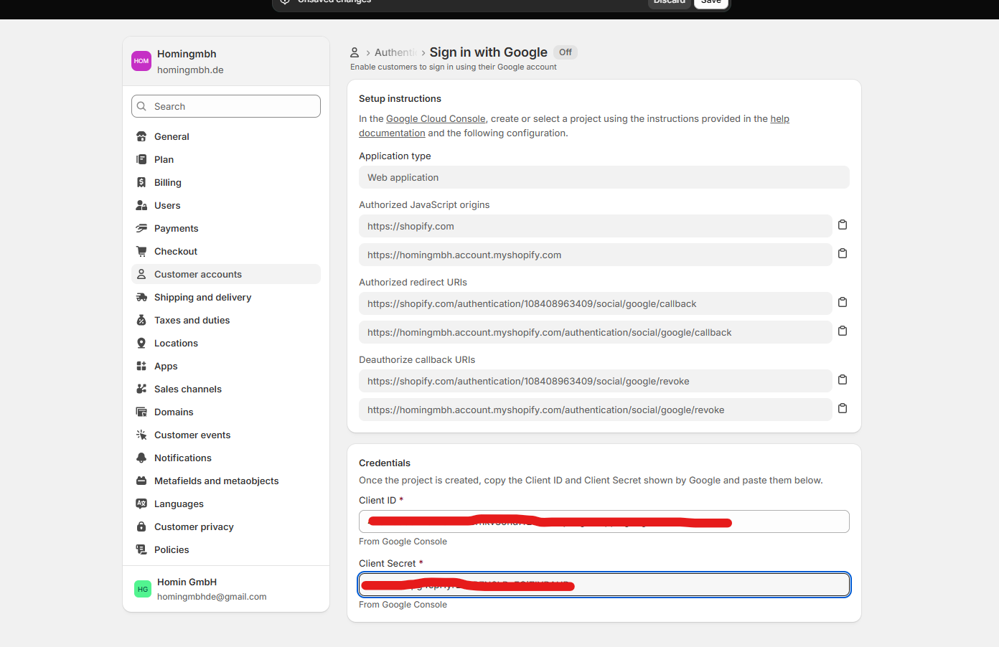 Unsaved changes
Discard
Save
HOM
Homingmbh
homingmbh.de
Search
General
Plan
Billing
Users
Payments
Checkout
Customer accounts
Shipping and delivery
Taxes and duties
Locations
Apps
Sales channels
Domains
Customer events
Notifications
Metafields and metaobjects
Languages
Customer privacy
Policies
HG
Homin GmbH
homingmbhde@gmail.com
Authenti
Sign in with Google
Off
Enable customers to sign in using their Google account
Setup instructions
In the Google Cloud Console, create or select a project using the instructions provided in the help
documentation and the following configuration.
Application type
Web application
Authorized JavaScript origins
https://shopify.com
https://homingmbh.account.myshopify.com
Authorized redirect URIs
https://shopify.com/authentication/108408963409/social/google/callback
https://homingmbh.account.myshopify.com/authentication/social/google/callback
Deauthorize callback URIs
https://shopify.com/authentication/108408963409/social/google/revoke
https://homingmbh.account.myshopify.com/authentication/social/google/revoke
Credentials
Once the project is created, copy the Client ID and Client Secret shown by Google and paste them below.
Client ID *
From Google Console
Client Secret *
From Google Console